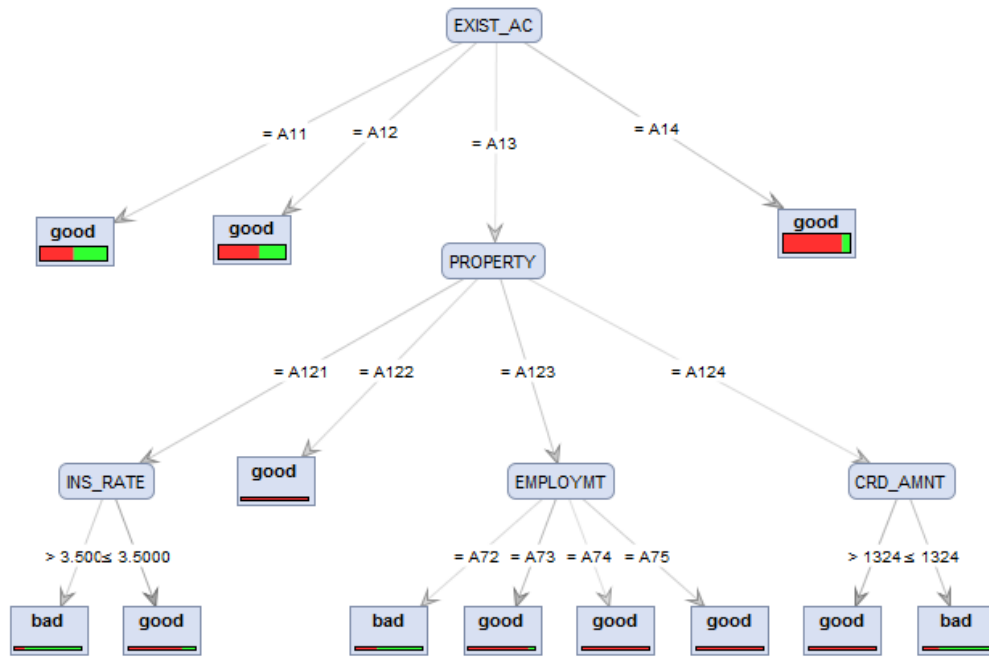 EXIST_AC
= A11
= A12
= A13
= A14
good
good
good
PROPERTY
= A121
= A122
= A123
= A124
INS_RATE
good
EMPLOYMT
CRD_AMNT
> 3.500 ≤ 3.5000
= A72 = A73 = A74 = A75
> 1324 ≤ 1324
bad
good
bad
good
good
good
good
bad